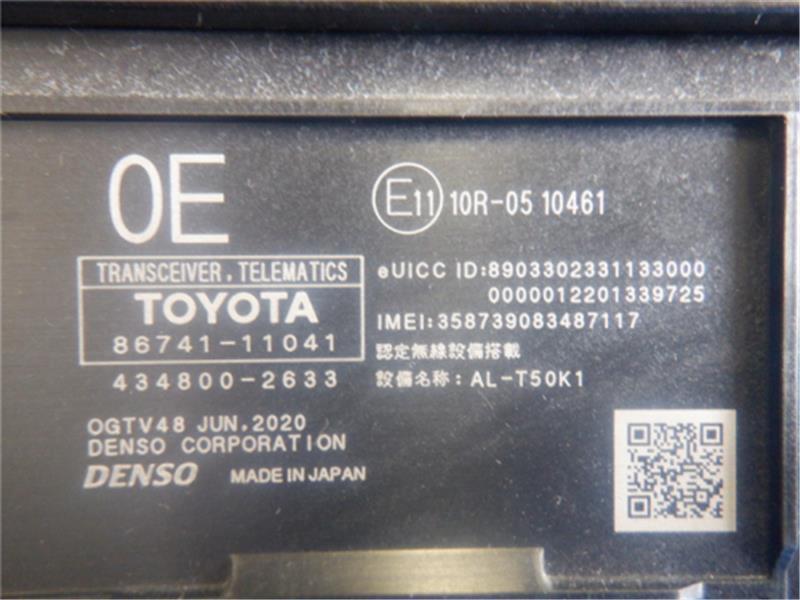 0E
E11 10R-05 10461
TRANSCEIVER, TELEMATICS
TOYOTA
86741-11041
434800-2633
eUICC ID:8903302331133000
0000012201339725
IMEI:358739083487117
認定無線設備搭載
設備名称: AL-T50K1
OGTV48 JUN.2020
DENSO CORPORATION
DENSO MADE IN JAPAN